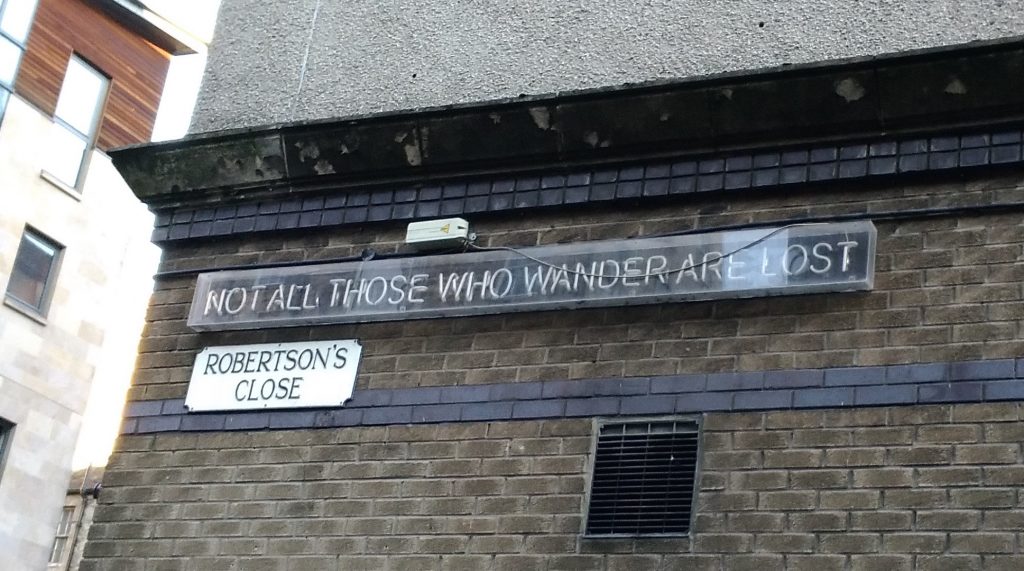 NOT ALL THOSE WHO WANDER ARE LOST
ROBERTSON'S
CLOSE